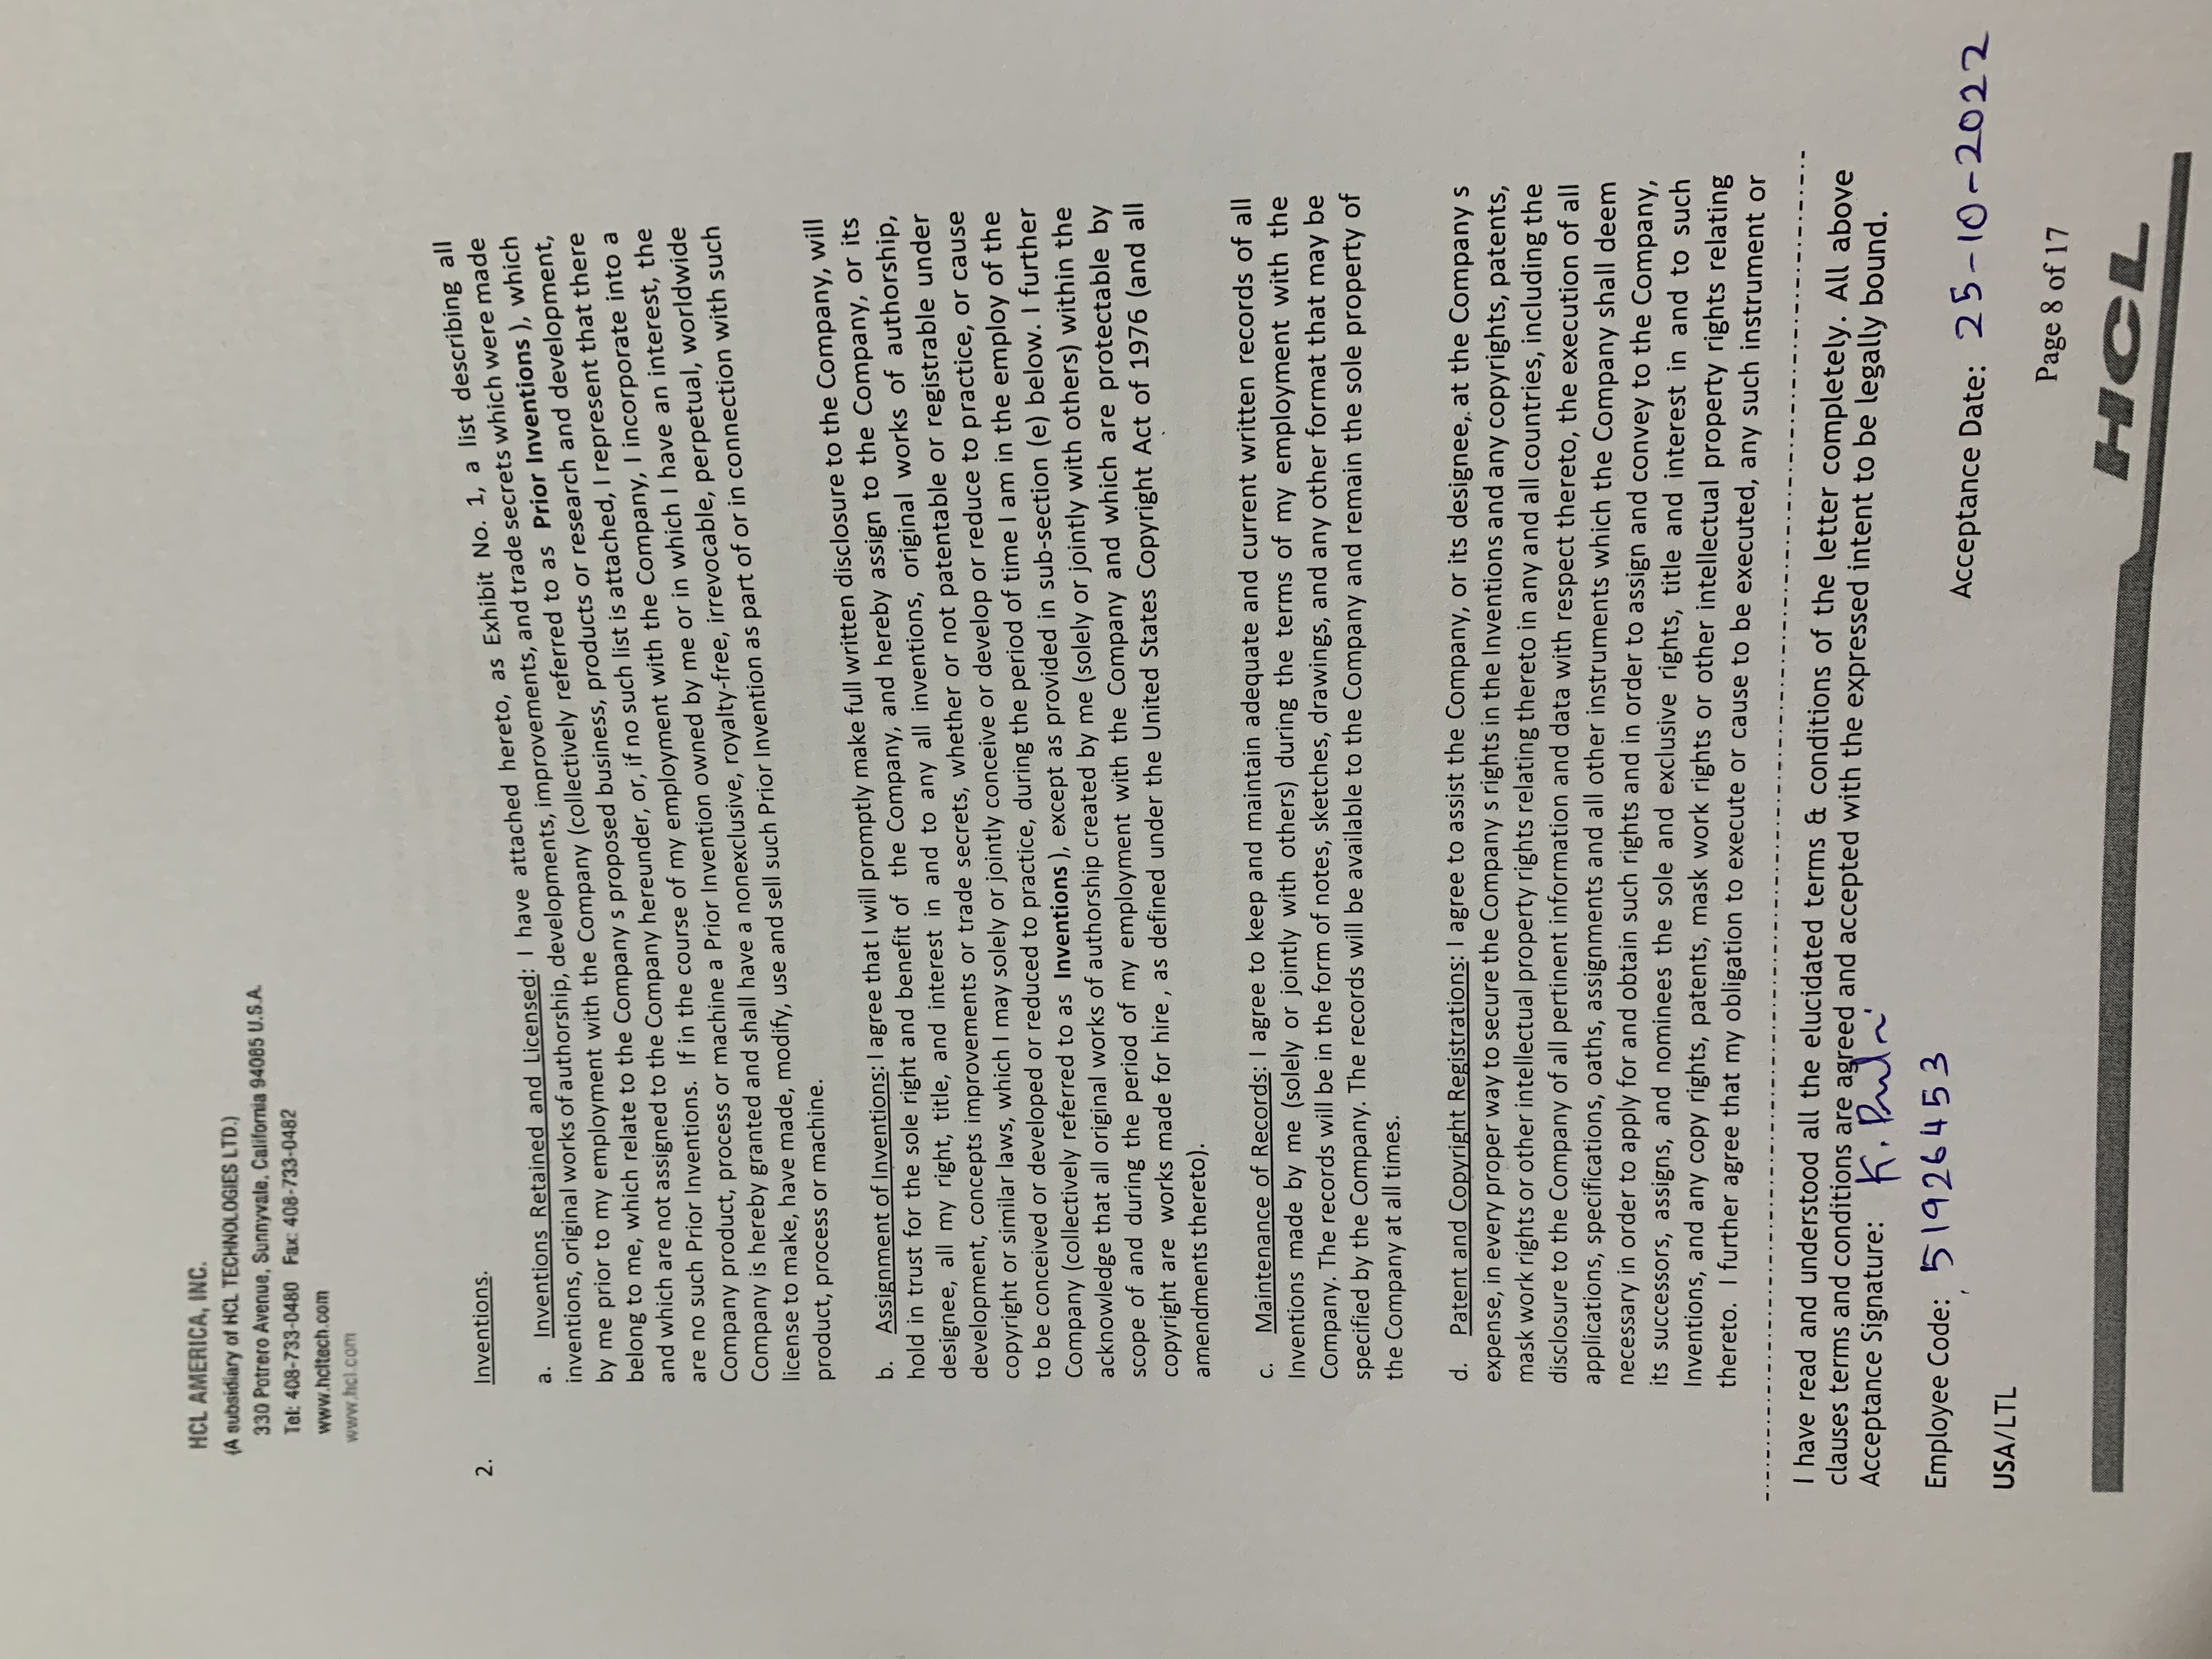 HCL AMERICA, INC.
(A subsidiary of HCL TECHNOLOGIES LTD.)
330 Potrero Avenue, Sunnyvale, California 94085 U.S.A.
Tel: 408-733-0480 Fax: 408-733-0482
www.hcltech.com
www.hcl.com
2. Inventions.
a. Inventions Retained and Licensed: I have attached hereto, as Exhibit No. 1, a list describing all
inventions, original works of authorship, developments, improvements, and trade secrets which were made
by me prior to my employment with the Company (collectively referred to as Prior Inventions ), which
belong to me, which relate to the Company s proposed business, products or research and development,
and which are not assigned to the Company hereunder, or, if no such list is attached, I represent that there
are no such Prior Inventions. If in the course of my employment with the Company, I incorporate into a
Company product, process or machine a Prior Invention owned by me or in which I have an interest, the
Company is hereby granted and shall have a nonexclusive, royalty-free, irrevocable, perpetual, worldwide
license to make, have made, modify, use and sell such Prior Invention as part of or in connection with such
product, process or machine.
b. Assignment of Inventions: I agree that I will promptly make full written disclosure to the Company, will
hold in trust for the sole right and benefit of the Company, and hereby assign to the Company, or its
designee, all my right, title, and interest in and to any all inventions, original works of authorship,
development, concepts improvements or trade secrets, whether or not patentable or registrable under
copyright or similar laws, which I may solely or jointly conceive or develop or reduce to practice, or cause
to be conceived or developed or reduced to practice, during the period of time I am in the employ of the
Company (collectively referred to as Inventions ), except as provided in sub-section (e) below. I further
acknowledge that all original works of authorship created by me (solely or jointly with others) within the
scope of and during the period of my employment with the Company and which are protectable by
copyright are works made for hire , as defined under the United States Copyright Act of 1976 (and all
amendments thereto).
c. Maintenance of Records: I agree to keep and maintain adequate and current written records of all
Inventions made by me (solely or jointly with others) during the terms of my employment with the
Company. The records will be in the form of notes, sketches, drawings, and any other format that may be
specified by the Company. The records will be available to the Company and remain the sole property of
the Company at all times.
d. Patent and Copyright Registrations: I agree to assist the Company, or its designee, at the Company s
expense, in every proper way to secure the Company s rights in the Inventions and any copyrights, patents,
mask work rights or other intellectual property rights relating thereto in any and all countries, including the
disclosure to the Company of all pertinent information and data with respect thereto, the execution of all
applications, specifications, oaths, assignments and all other instruments which the Company shall deem
necessary in order to apply for and obtain such rights and in order to assign and convey to the Company,
its successors, assigns, and nominees the sole and exclusive rights, title and interest in and to such
Inventions, and any copy rights, patents, mask work rights or other intellectual property rights relating
thereto. I further agree that my obligation to execute or cause to be executed, any such instrument or
I have read and understood all the elucidated terms & conditions of the letter completely. All above
clauses terms and conditions are agreed and accepted with the expressed intent to be legally bound.
Acceptance Signature: K.
Employee Code: 51926453
Acceptance Date: 25-10-2022
USA/LTL
Page 8 of 17
HCL